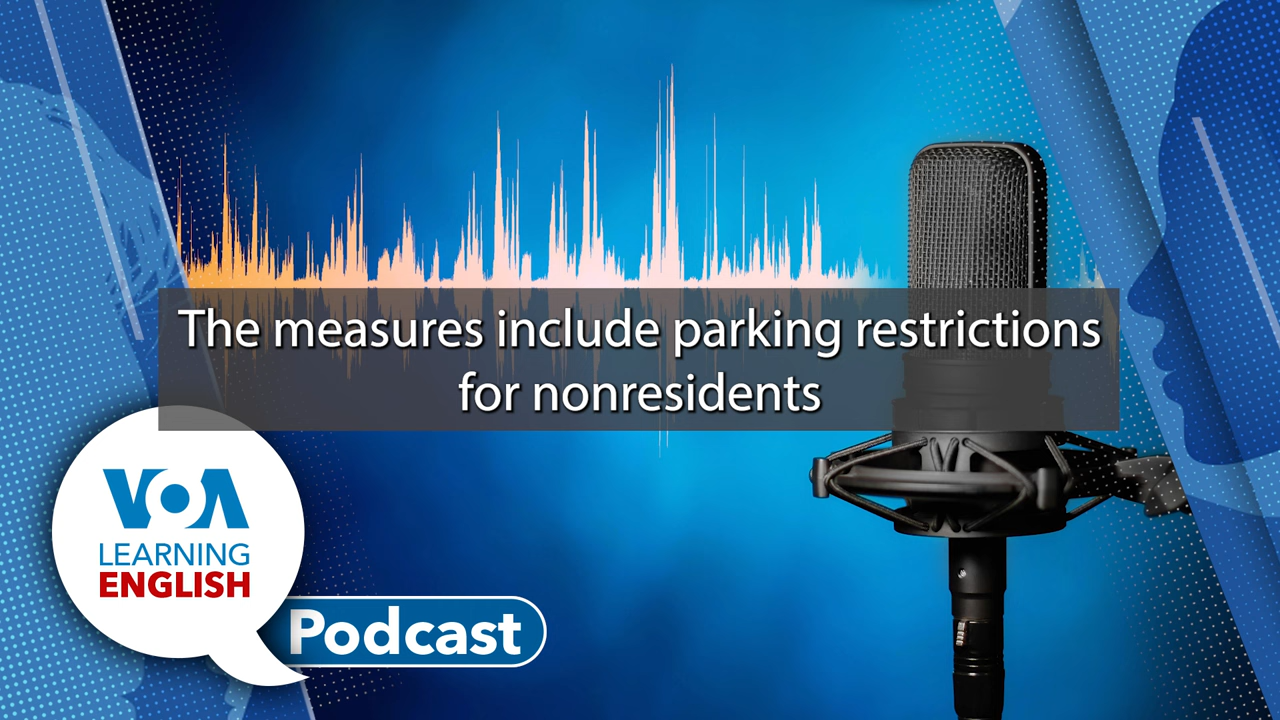 The measures include parking restrictions
for nonresidents
VOA
LEARNING
ENGLISH
Podcast